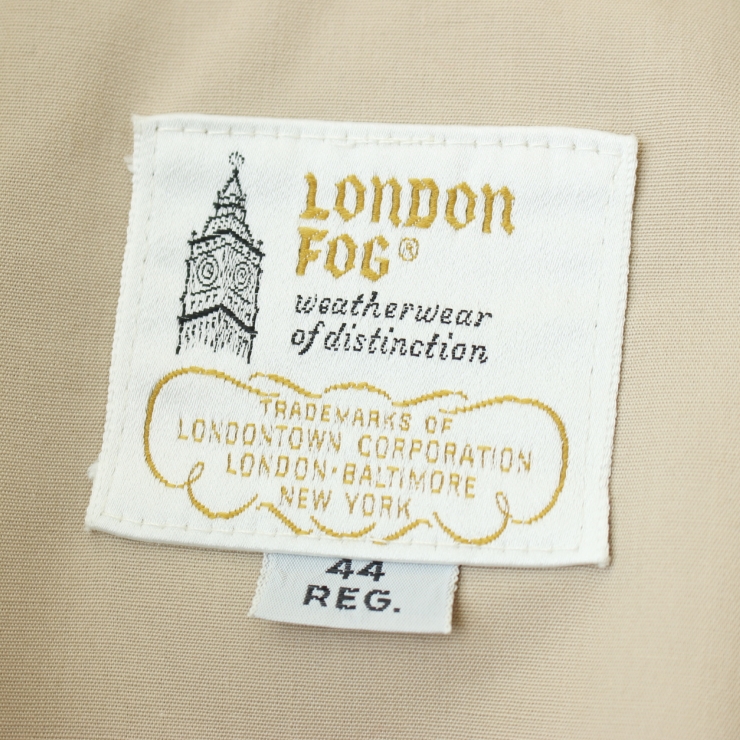 LONDON
FOG®
weatherwear
of distinction
TRADEMARKS OF
LONDONTOWN CORPORATION
LONDON·BALTIMORE
NEW YORK
44
REG.